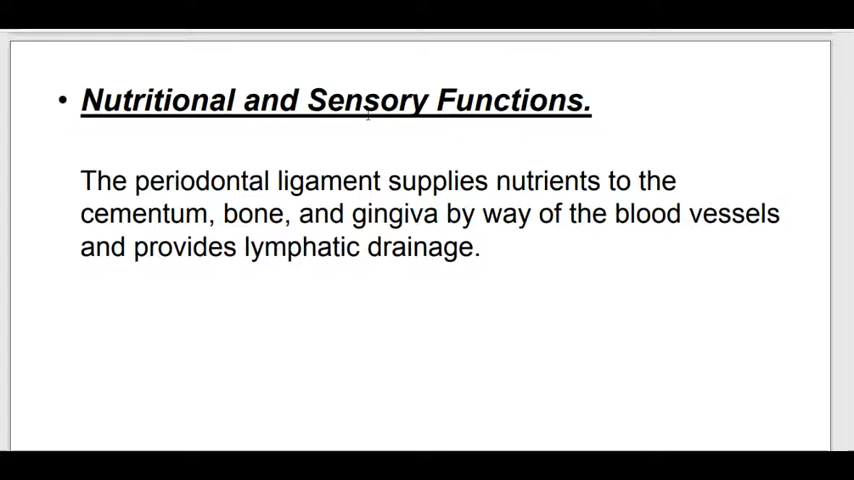 • Nutritional and Sensory Functions.
The periodontal ligament supplies nutrients to the
cementum, bone, and gingiva by way of the blood vessels
and provides lymphatic drainage.